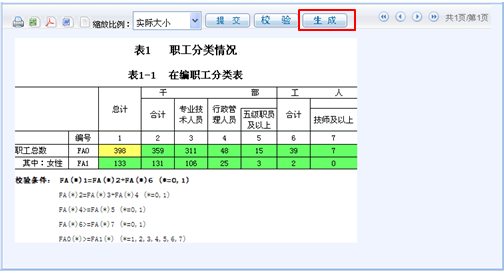 缩放比例： 实际大小 提 交 校 验 生 成 共1页/第1页
表1 职工分类情况
表1-1 在编职工分类表
总计 干 部 工 人
合计 专业技术人员 行政管理人员 五级职员及以上 合计 技师及以上
编号 1 2 3 4 5 6 7
职工总数 FA0 398 359 311 48 15 39 7
其中：女性 FA1 133 131 106 25 3 2 0
校验条件： FA(*)1=FA(*)2+FA(*)6 (*=0,1)
FA(*)2=FA(*)3+FA(*)4 (*=0,1)
FA(*)4>=FA(*)5 (*=0,1)
FA(*)6>=FA(*)7 (*=0,1)
FA0(*)>=FA1(*) (*=1,2,3,4,5,6,7)